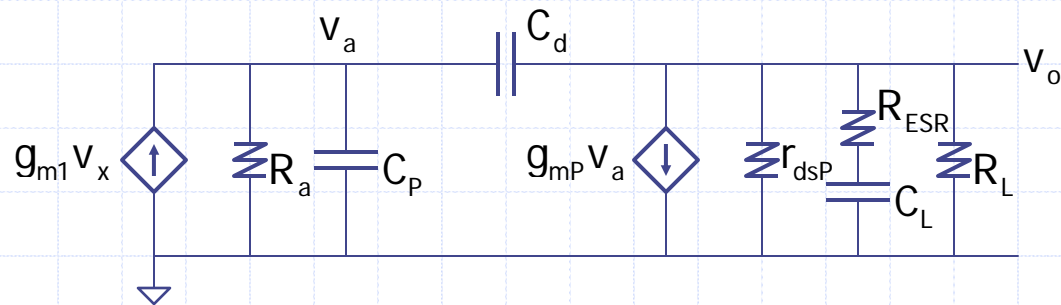 v_a
C_d
v_o
g_m1 v_x
R_a
C_P
g_mP v_a
r_dsP
R_ESR
C_L
R_L